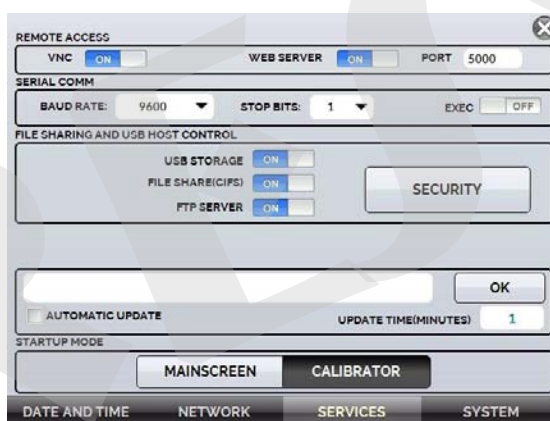 REMOTE ACCESS
VNC ON WEB SERVER ON PORT 5000
SERIAL COMM
BAUD RATE: 9600 STOP BITS: 1 EXEC OFF
FILE SHARING AND USB HOST CONTROL
USB STORAGE ON
FILE SHARE(CIFS) ON
SECURITY
FTP SERVER ON
OK
AUTOMATIC UPDATE UPDATE TIME(MINUTES) 1
STARTUP MODE
MAINSCREEN CALIBRATOR
DATE AND TIME NETWORK SERVICES SYSTEM